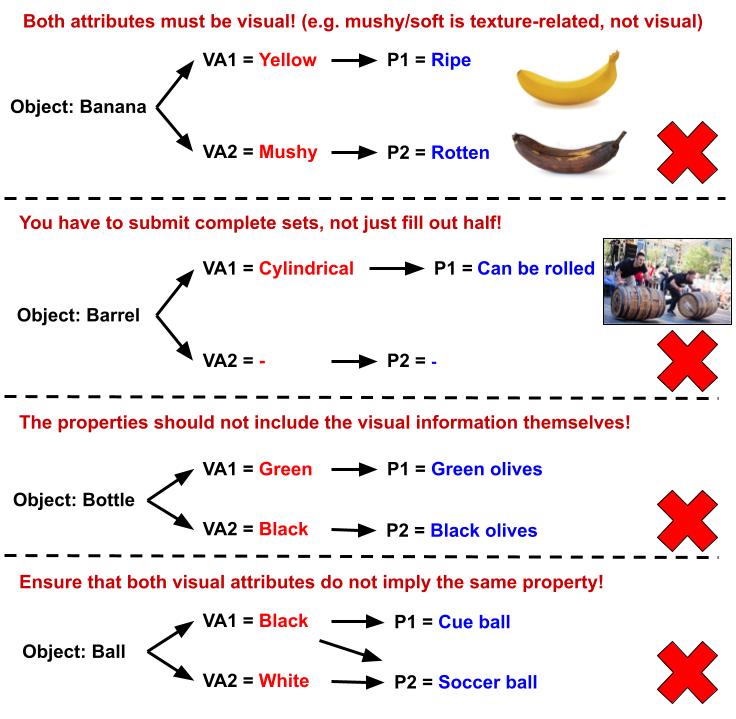 Both attributes must be visual! (e.g. mushy/soft is texture-related, not visual)
VA1 = Yellow P1 = Ripe
Object: Banana
VA2 = Mushy P2 = Rotten
You have to submit complete sets, not just fill out half!
VA1 = Cylindrical P1 = Can be rolled
Object: Barrel
VA2 = - P2 = -
The properties should not include the visual information themselves!
VA1 = Green P1 = Green olives
Object: Bottle
VA2 = Black P2 = Black olives
Ensure that both visual attributes do not imply the same property!
VA1 = Black P1 = Cue ball
Object: Ball
VA2 = White P2 = Soccer ball